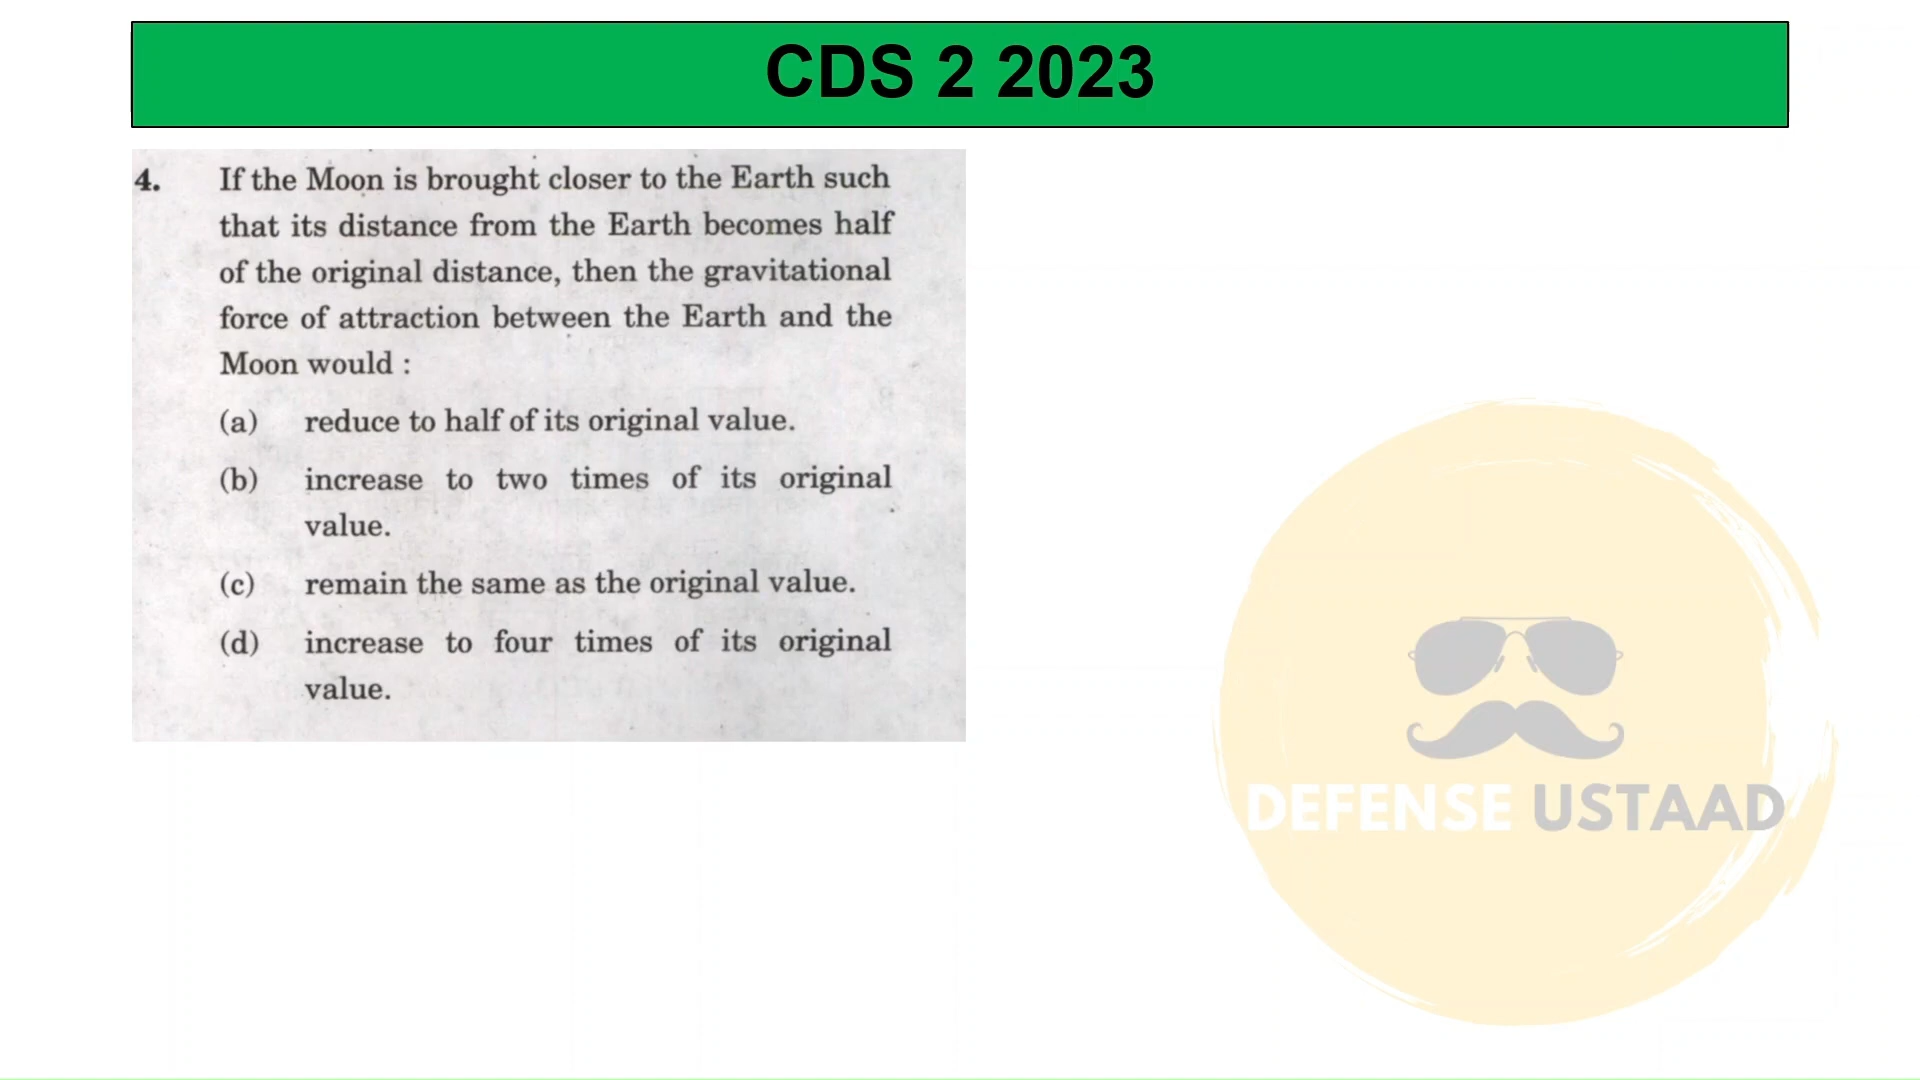 CDS 2 2023
4. If the Moon is brought closer to the Earth such
that its distance from the Earth becomes half
of the original distance, then the gravitational
force of attraction between the Earth and the
Moon would :
(a) reduce to half of its original value.
(b) increase to two times of its original
value.
(c) remain the same as the original value.
(d) increase to four times of its original
value.
DEFENSE USTAAD